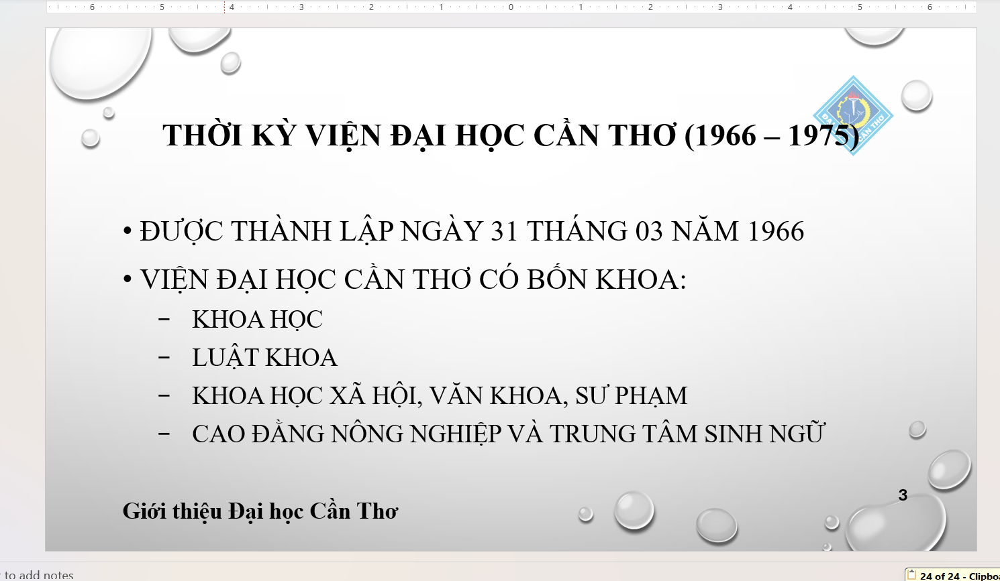 6 5 4 3 2 1 0 1 2 3 4 5 6
ĐẠI CẦN THƠ
THỜI KỲ VIỆN ĐẠI HỌC CẦN THƠ (1966 – 1975)
• ĐƯỢC THÀNH LẬP NGÀY 31 THÁNG 03 NĂM 1966
• VIỆN ĐẠI HỌC CẦN THƠ CÓ BỐN KHOA:
− KHOA HỌC
− LUẬT KHOA
− KHOA HỌC XÃ HỘI, VĂN KHOA, SƯ PHẠM
− CAO ĐẲNG NÔNG NGHIỆP VÀ TRUNG TÂM SINH NGỮ
3
Giới thiệu Đại học Cần Thơ
to add notes
24 of 24 - Clipboa